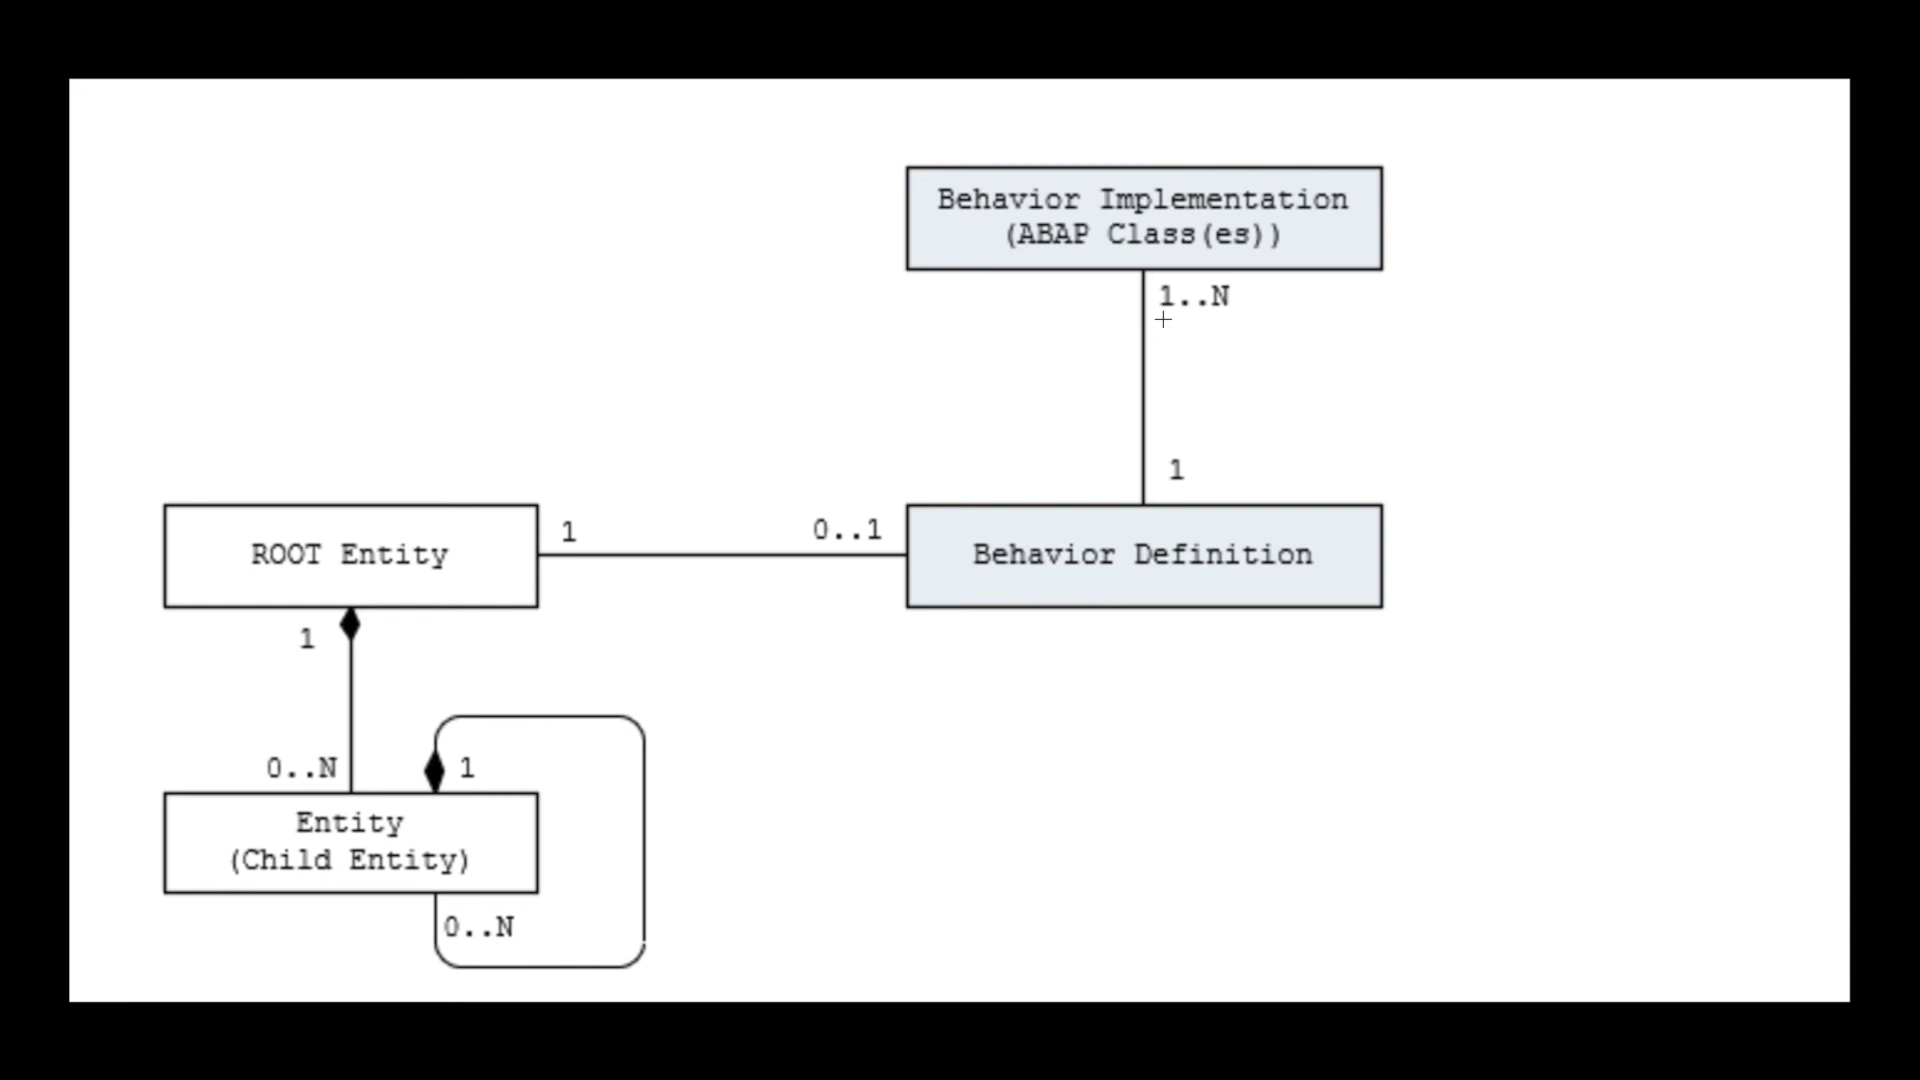 Behavior Implementation
(ABAP Class(es))
1..N
1
ROOT Entity
1
0..1
Behavior Definition
1
0..N
1
Entity
(Child Entity)
0..N